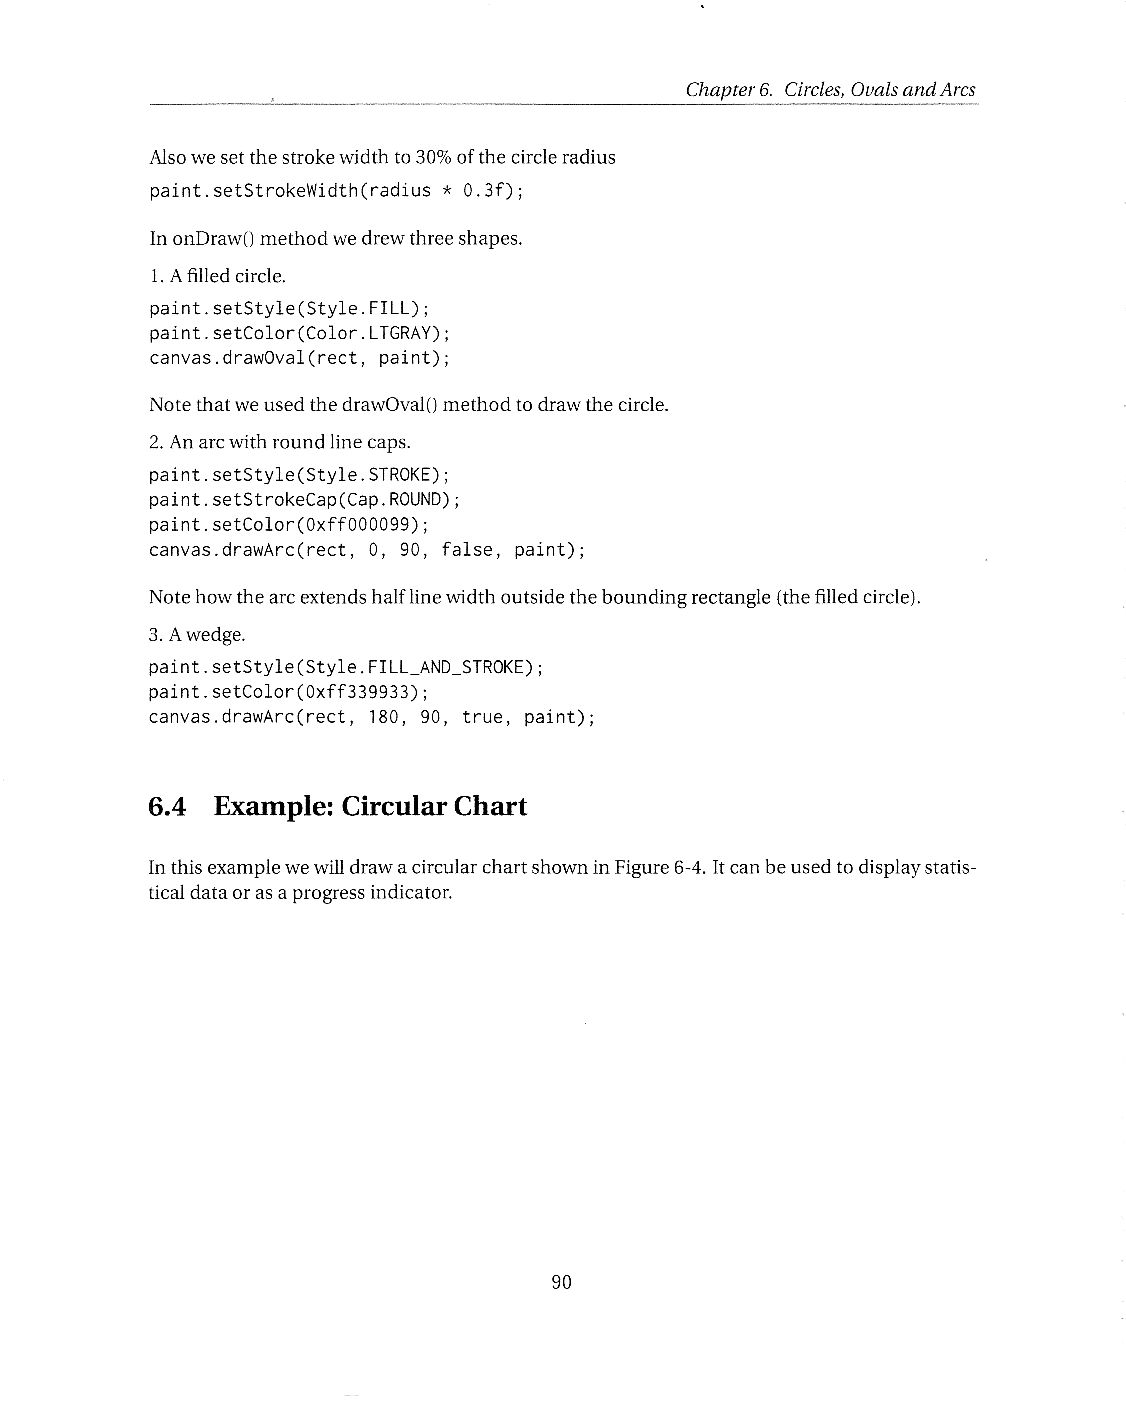 Chapter 6. Circles, Ovals and Arcs
Also we set the stroke width to 30% of the circle radius
paint.setStrokeWidth(radius * 0.3f);
In onDraw() method we drew three shapes.
1. A filled circle.
paint.setStyle(Style.FILL);
paint.setColor(Color.LTGRAY);
canvas.drawOval(rect, paint);
Note that we used the drawOval() method to draw the circle.
2. An arc with round line caps.
paint.setStyle(Style.STROKE);
paint.setStrokeCap(Cap.ROUND);
paint.setColor(0xff000099);
canvas.drawArc(rect, 0, 90, false, paint);
Note how the arc extends half line width outside the bounding rectangle (the filled circle).
3. A wedge.
paint.setStyle(Style.FILL_AND_STROKE);
paint.setColor(0xff339933);
canvas.drawArc(rect, 180, 90, true, paint);
6.4 Example: Circular Chart
In this example we will draw a circular chart shown in Figure 6-4. It can be used to display statis-
tical data or as a progress indicator.
90